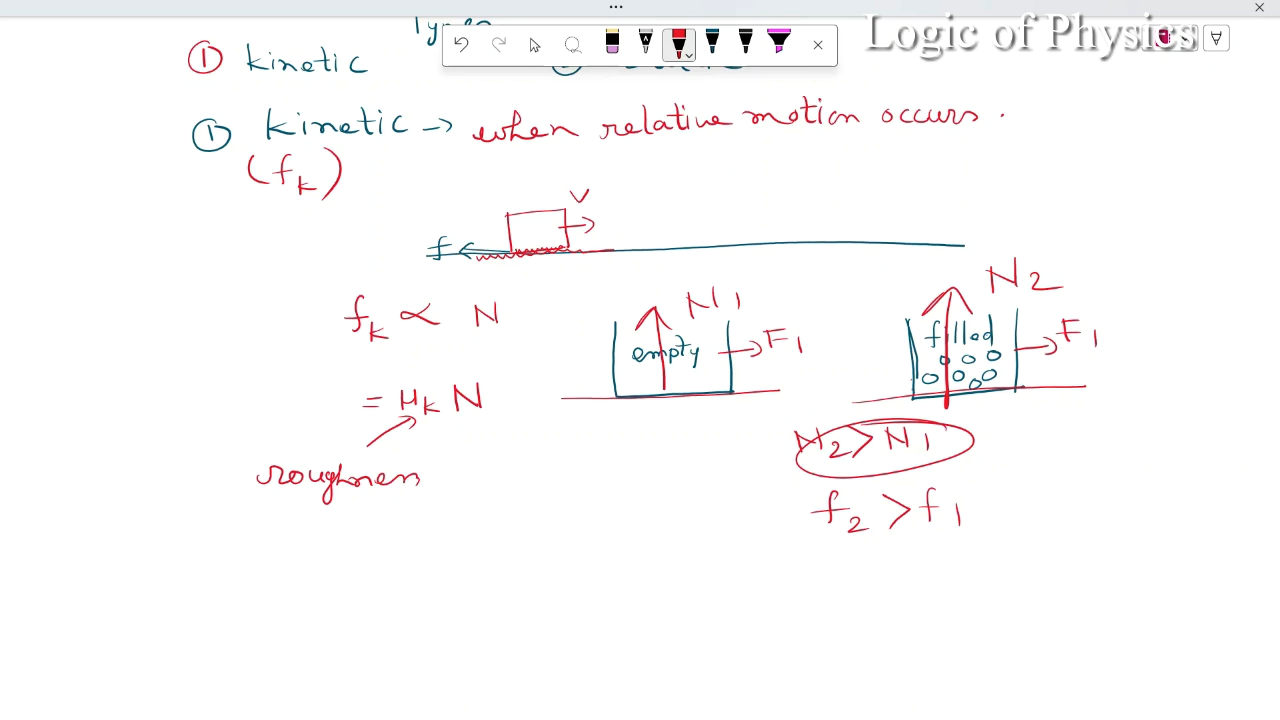 Types
Logic of Physics
① kinetic
① kinetic → when relative motion occurs.
(fk)
v
f
fk ∝ N
N1
N2
empty
F1
filled
F1
= μk N
N2 > N1
roughness
f2 > f1